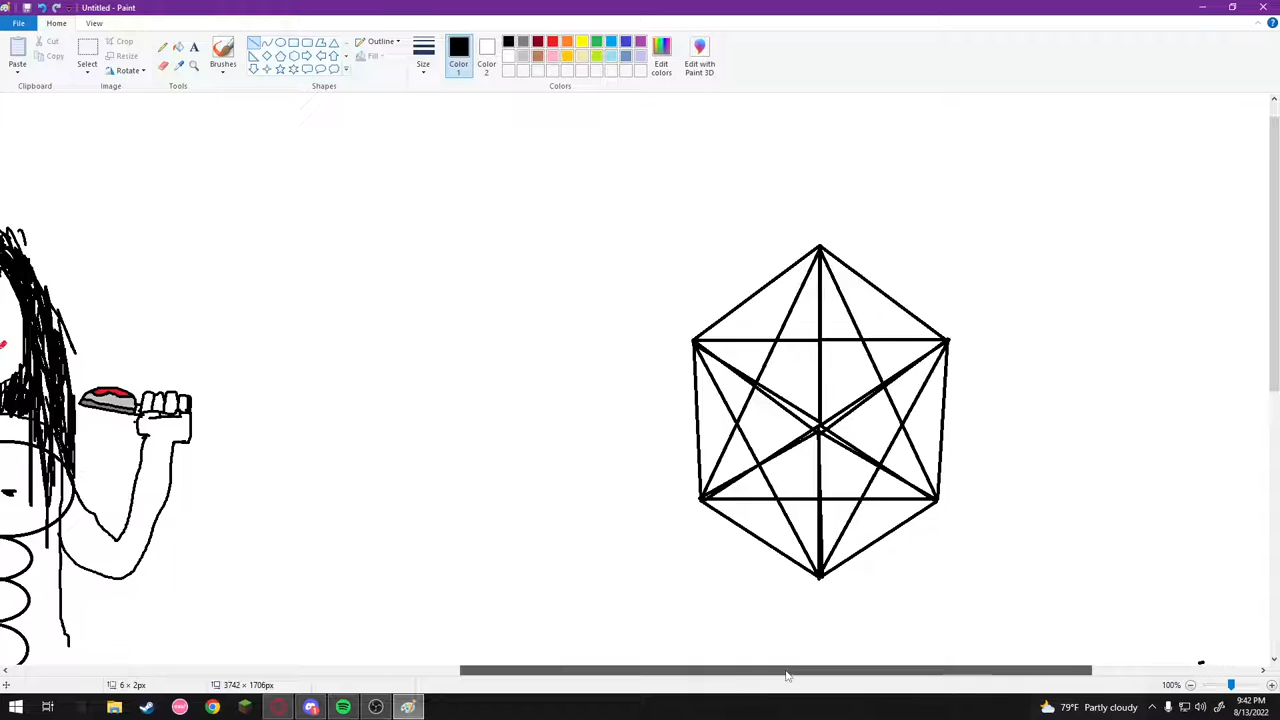 Untitled - Paint
File Home View
Paste
Cut
Copy
Clipboard
Select
Crop
Resize
Rotate
Image
A
Tools
Brushes
Outline
Fill
Shapes
Size
Color 1
Color 2
Colors
Edit colors
Edit with Paint 3D
6 × 2px
3742 × 1706px
100%
79°F Partly cloudy
9:42 PM
8/13/2022